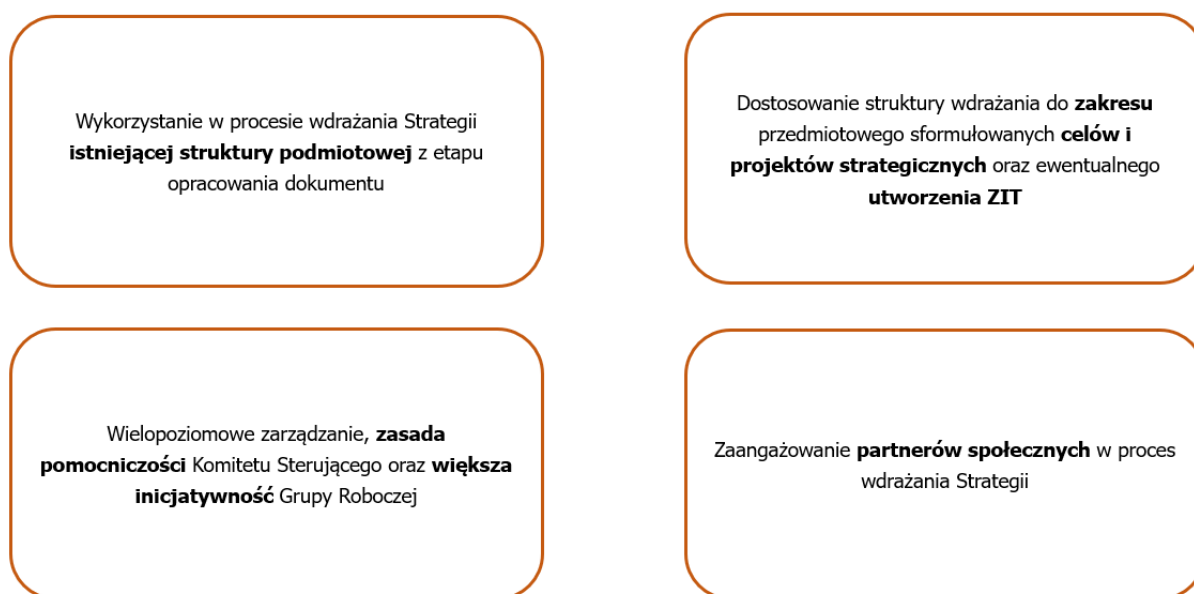 Wykorzystanie w procesie wdrażania Strategii
istniejącej struktury podmiotowej z etapu
opracowania dokumentu
Dostosowanie struktury wdrażania do zakresu
przedmiotowego sformułowanych celów i
projektów strategicznych oraz ewentualnego
utworzenia ZIT
Wielopoziomowe zarządzanie, zasada
pomocniczości Komitetu Sterującego oraz większa
inicjatywność Grupy Roboczej
Zaangażowanie partnerów społecznych w proces
wdrażania Strategii